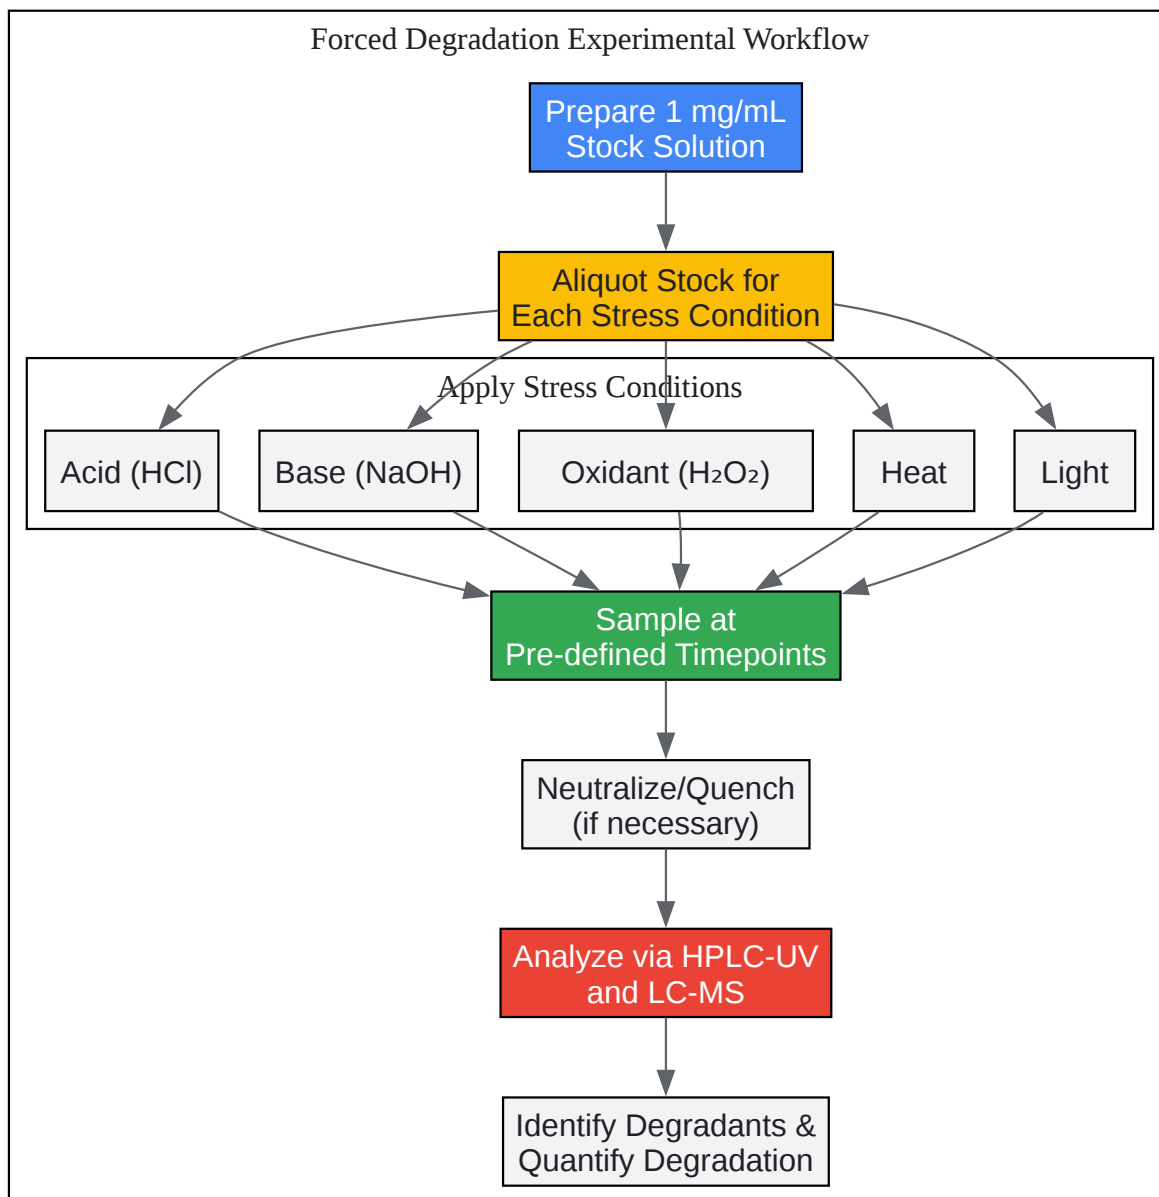 Forced Degradation Experimental Workflow
Prepare 1 mg/mL
Stock Solution
Aliquot Stock for
Each Stress Condition
Apply Stress Conditions
Acid (HCl)
Base (NaOH)
Oxidant (H₂O₂)
Heat
Light
Sample at
Pre-defined Timepoints
Neutralize/Quench
(if necessary)
Analyze via HPLC-UV
and LC-MS
Identify Degradants &
Quantify Degradation